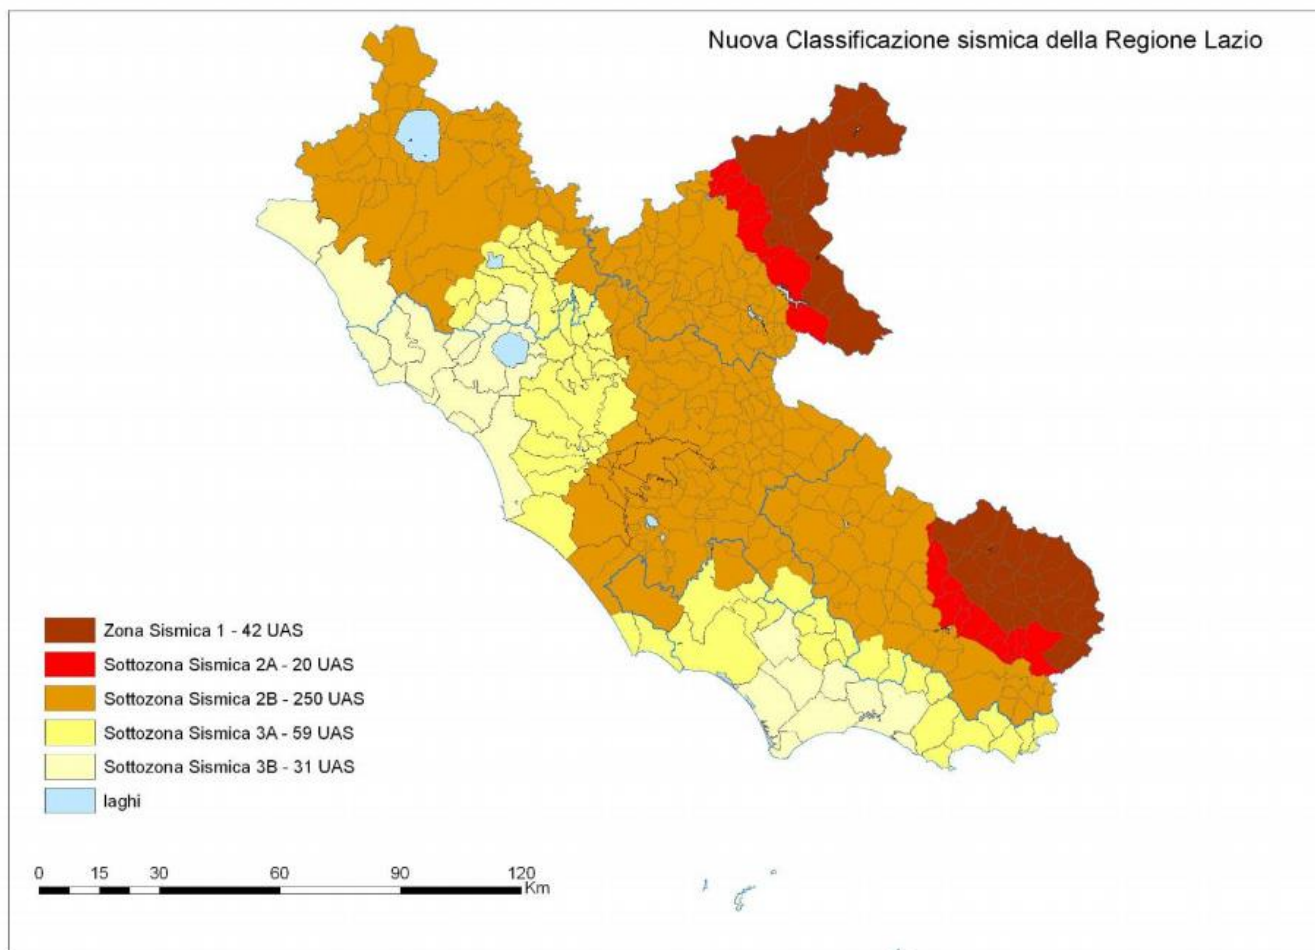 Nuova Classificazione sismica della Regione Lazio
Zona Sismica 1 - 42 UAS
Sottozona Sismica 2A - 20 UAS
Sottozona Sismica 2B - 250 UAS
Sottozona Sismica 3A - 59 UAS
Sottozona Sismica 3B - 31 UAS
laghi
0 15 30 60 90 120
Km